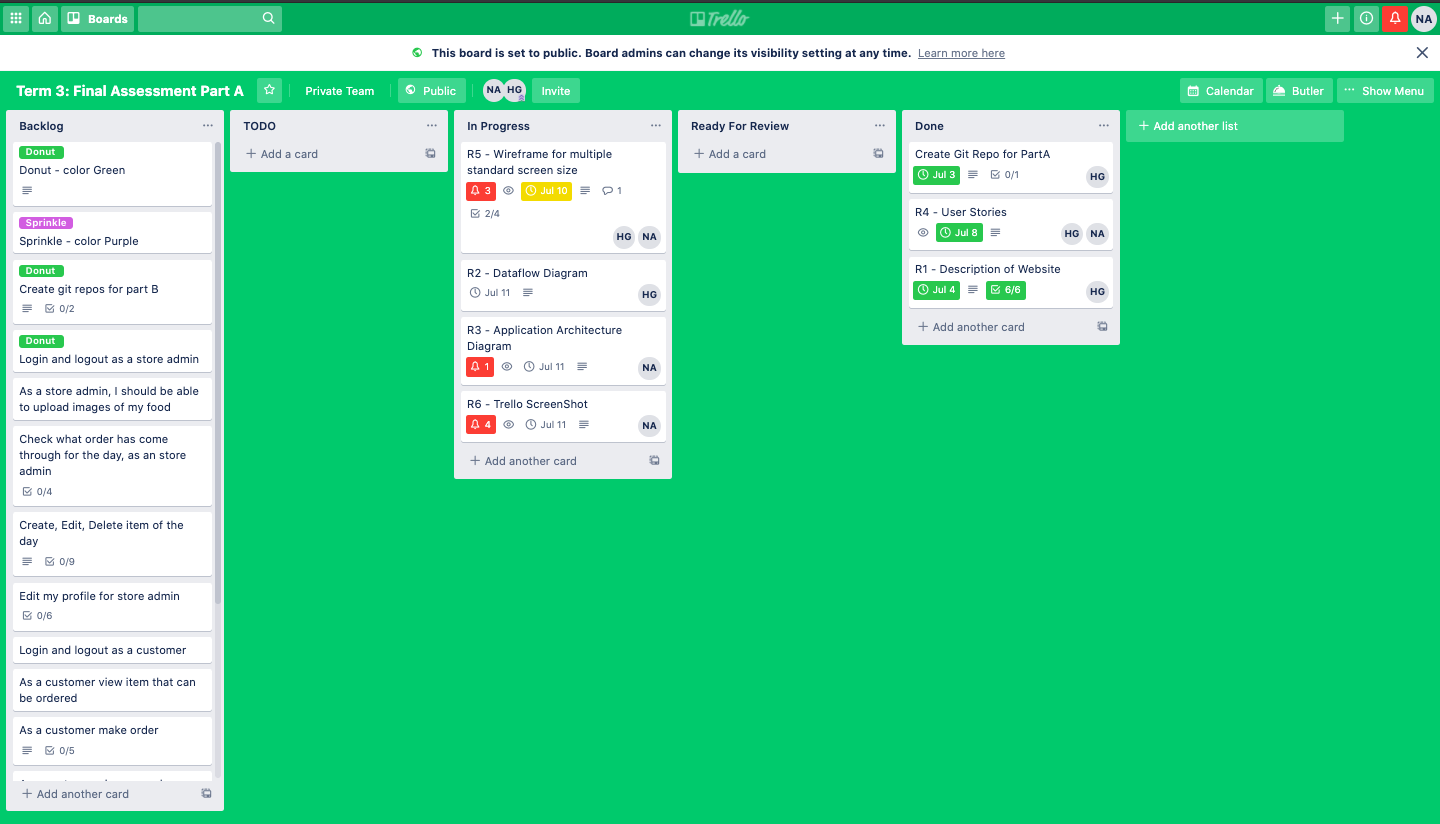 Boards
Trello
NA
This board is set to public. Board admins can change its visibility setting at any time. Learn more here
Term 3: Final Assessment Part A
Private Team
Public
NA
HG
Invite
Calendar
Butler
Show Menu
Backlog
Donut
Donut - color Green
Sprinkle
Sprinkle - color Purple
Donut
Create git repos for part B
0/2
Donut
Login and logout as a store admin
As a store admin, I should be able
to upload images of my food
Check what order has come
through for the day, as an store
admin
0/4
Create, Edit, Delete item of the
day
0/9
Edit my profile for store admin
0/6
Login and logout as a customer
As a customer view item that can
be ordered
As a customer make order
0/5
+ Add another card
TODO
+ Add a card
In Progress
R5 - Wireframe for multiple
standard screen size
3
Jul 10
1
2/4
HG NA
R2 - Dataflow Diagram
Jul 11
HG
R3 - Application Architecture
Diagram
1
Jul 11
NA
R6 - Trello ScreenShot
4
Jul 11
NA
+ Add another card
Ready For Review
+ Add a card
Done
Create Git Repo for PartA
Jul 3
0/1
HG
R4 - User Stories
Jul 8
HG NA
R1 - Description of Website
Jul 4
6/6
HG
+ Add another card
+ Add another list